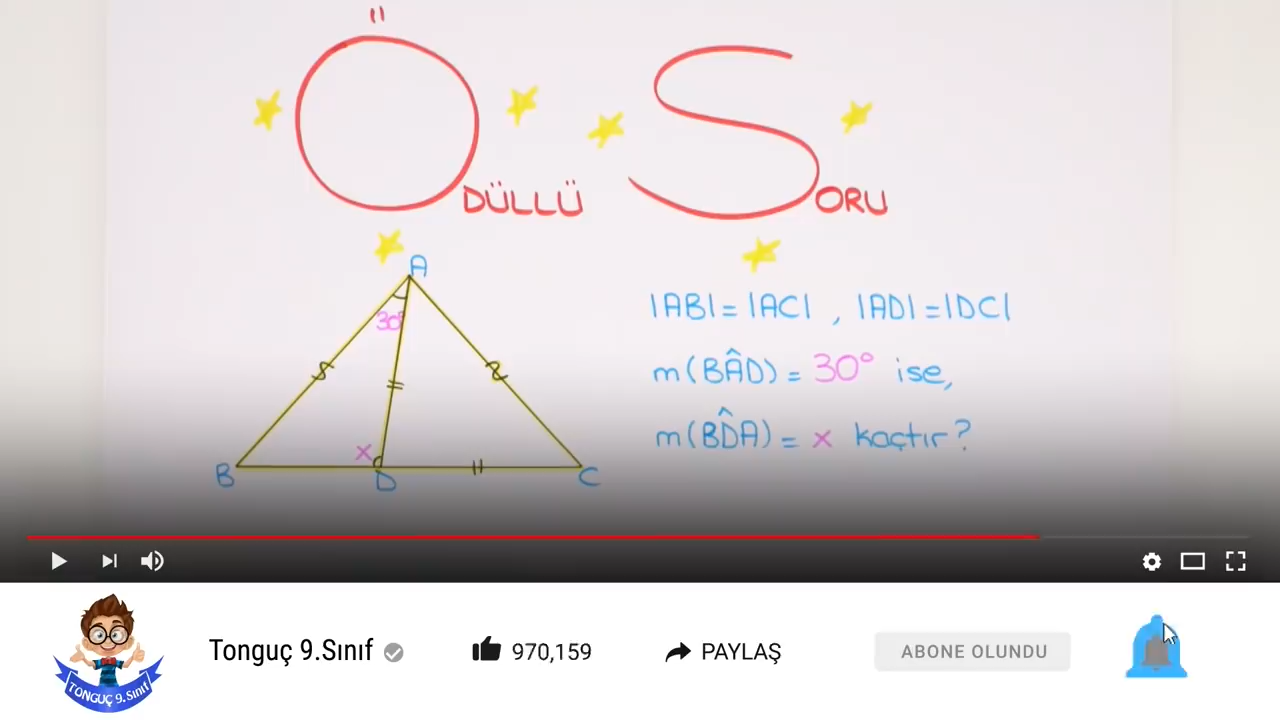 ÖDÜLLÜ SORU
A
30°
|AB| = |AC| , |AD| = |DC|
m(BÂD) = 30° ise,
x
m(BD̂A) = x kaçtır?
B
D
C
Tonguç 9.Sınıf
970,159
PAYLAŞ
ABONE OLUNDU
TONGUÇ 9.Sınıf